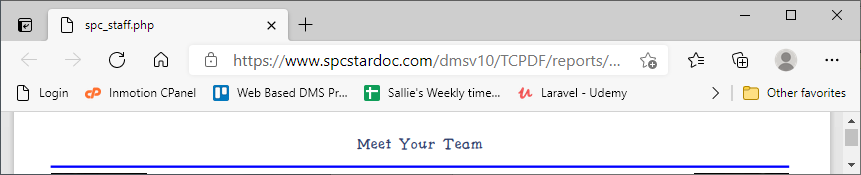 spc_staff.php
https://www.spcstardoc.com/dmsv10/TCPDF/reports/...
Login Inmotion CPanel Web Based DMS Pr... Sallie's Weekly time... Laravel - Udemy Other favorites
Meet Your Team